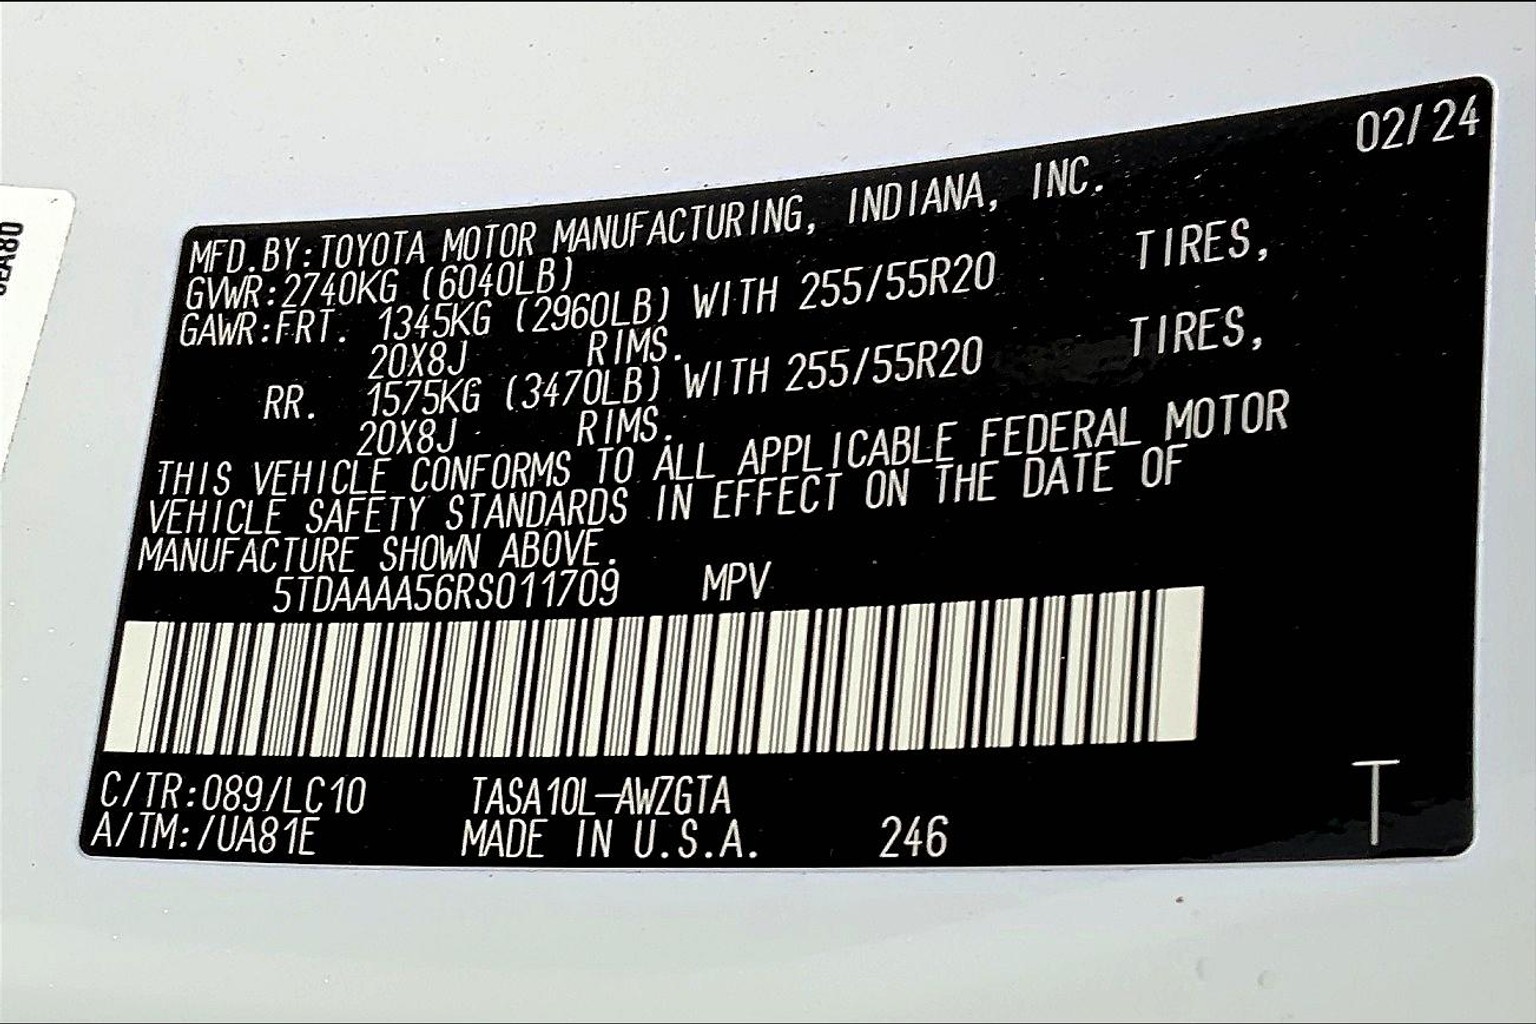 02/24
MFD.BY:TOYOTA MOTOR MANUFACTURING, INDIANA, INC.
GVWR:2740KG (6040LB)
GAWR:FRT. 1345KG (2960LB) WITH 255/55R20 TIRES,
20X8J RIMS.
RR. 1575KG (3470LB) WITH 255/55R20 TIRES,
20X8J RIMS.
THIS VEHICLE CONFORMS TO ALL APPLICABLE FEDERAL MOTOR
VEHICLE SAFETY STANDARDS IN EFFECT ON THE DATE OF
MANUFACTURE SHOWN ABOVE.
5TDAAAA56RS011709 MPV
C/TR:089/LC10 TASA10L-AWZGTA
A/TM:/UA81E MADE IN U.S.A. 246
T